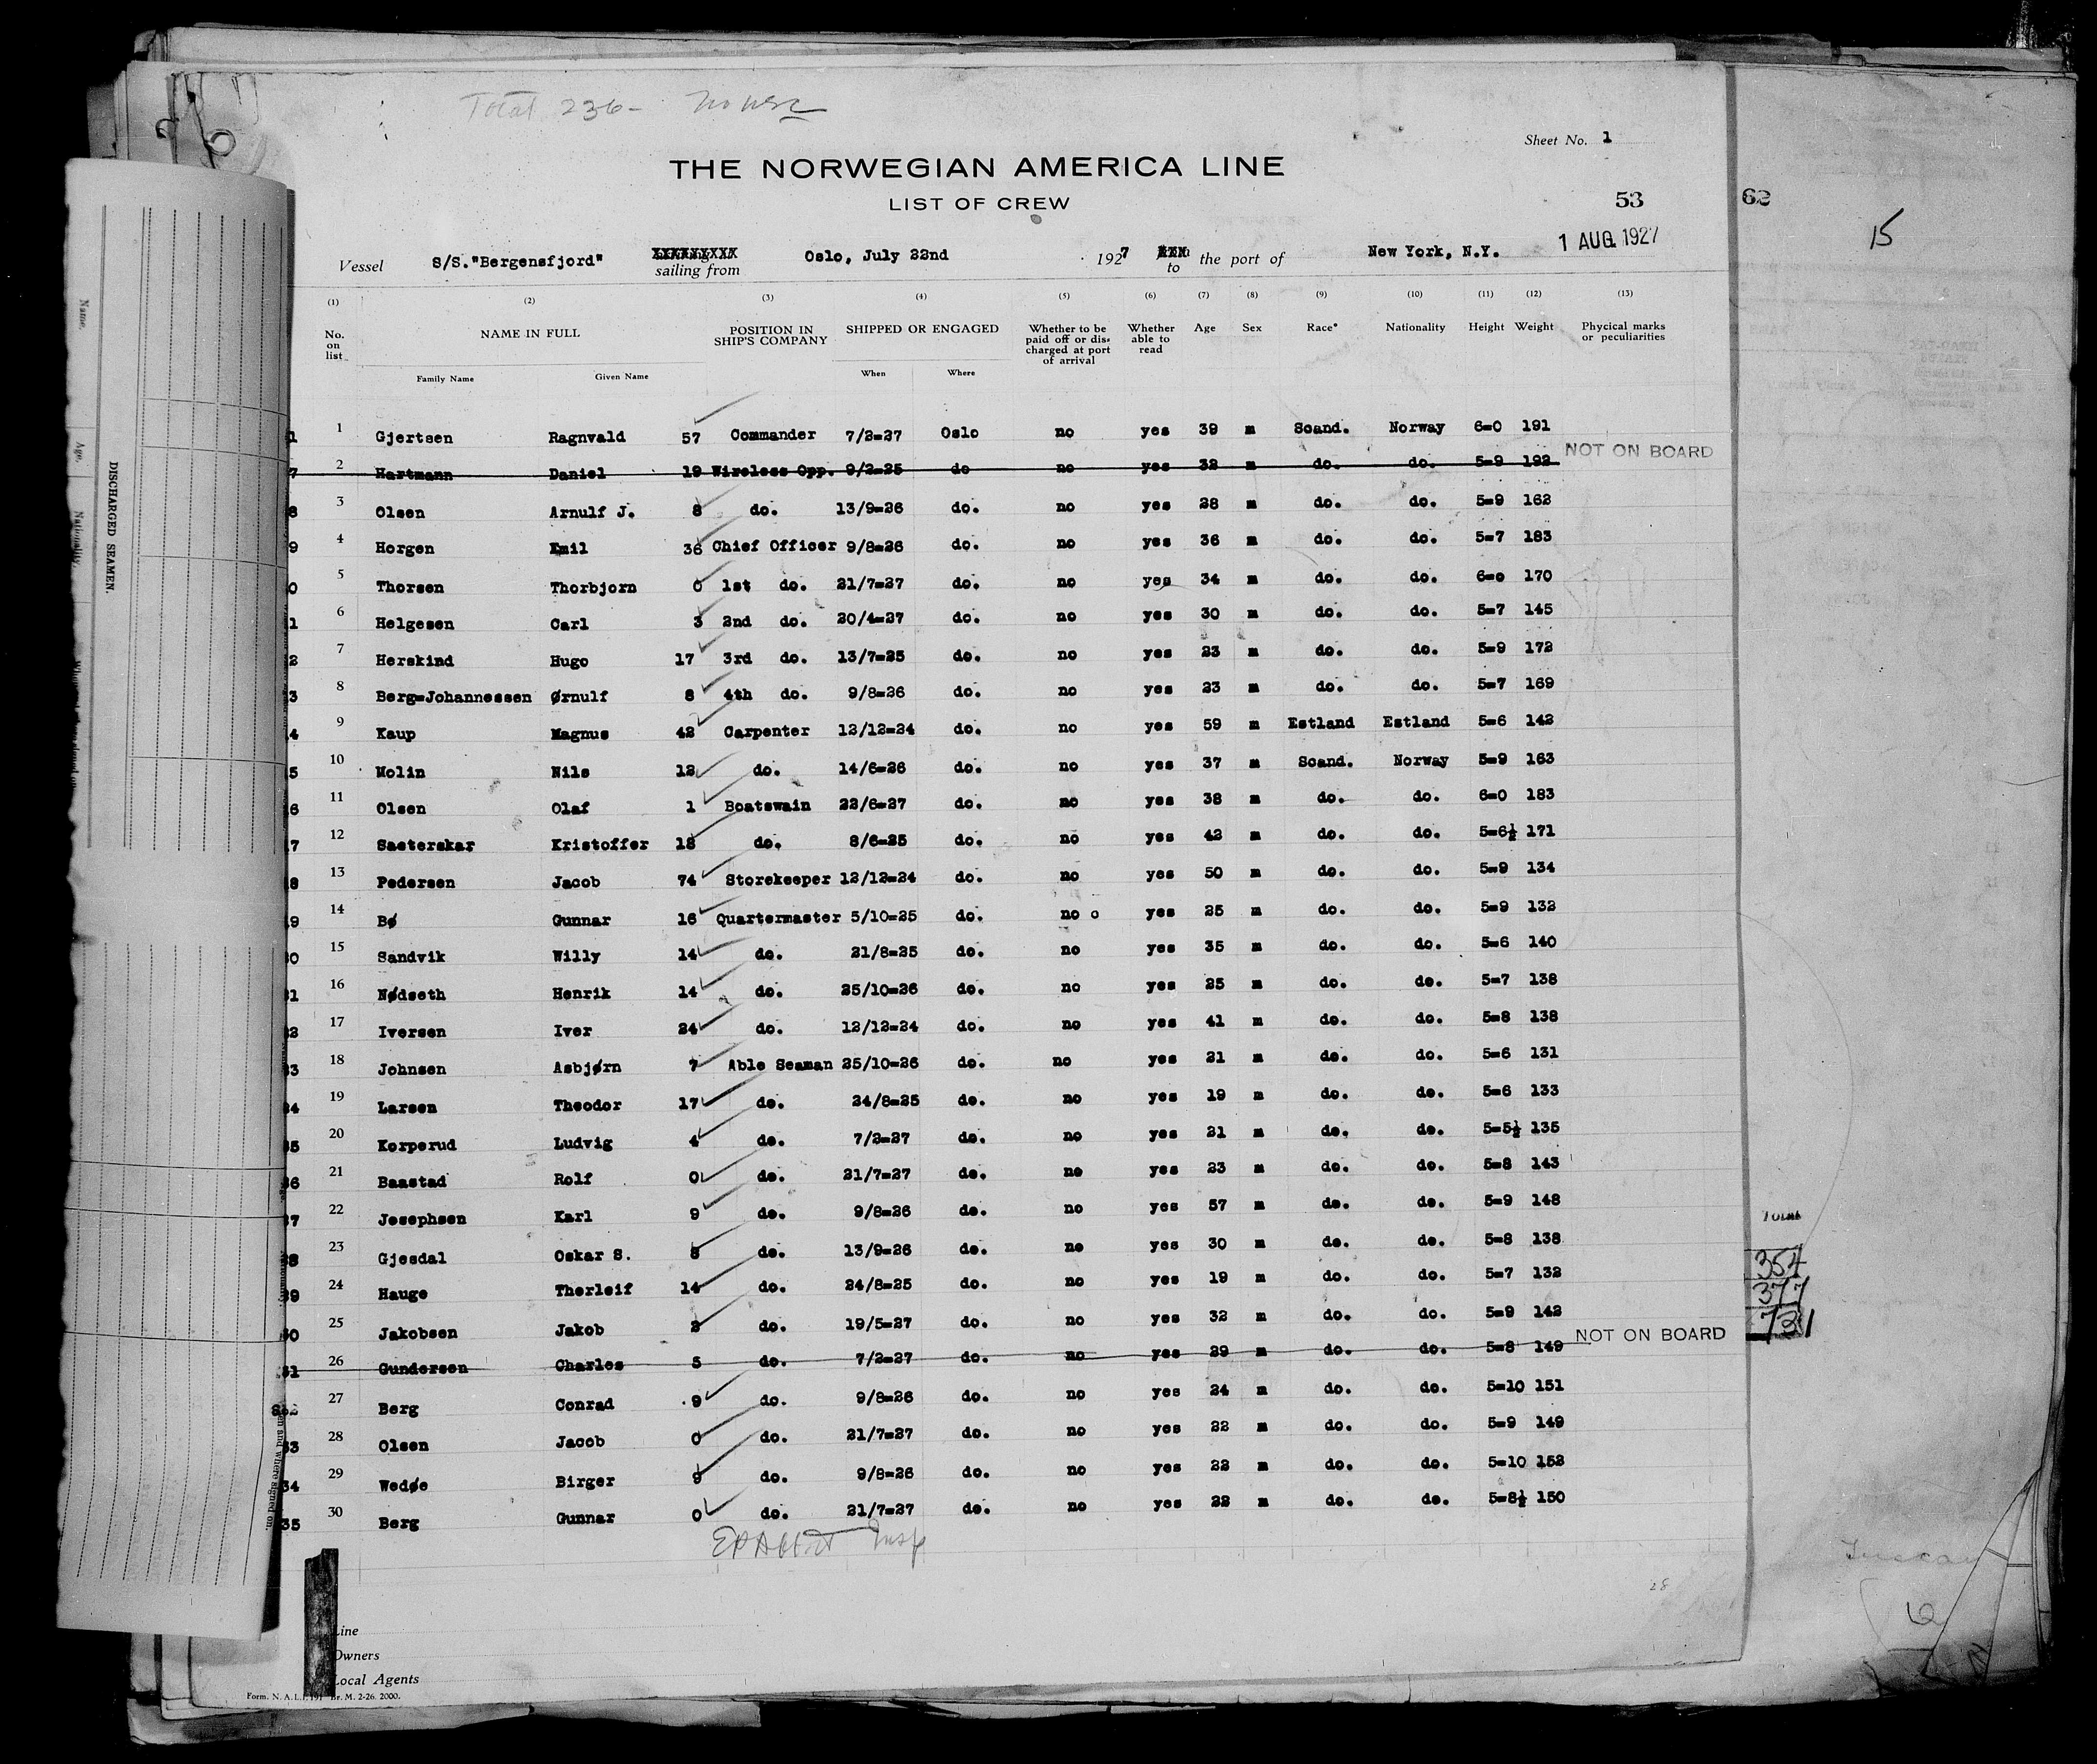 Total 236-
Sheet No. 1
THE NORWEGIAN AMERICA LINE
LIST OF CREW
53
62
15
1 AUG 1927
Vessel S/S."Bergensfjord" sailing from Oslo, July 22nd 1927 to the port of New York, N.Y.
(1) (2) (3) (4) (5) (6) (7) (8) (9) (10) (11) (12) (13)
No. on list NAME IN FULL POSITION IN SHIP'S COMPANY SHIPPED OR ENGAGED Whether to be paid off or discharged at port of arrival Whether able to read Age Sex Race* Nationality Height Weight Phycical marks or peculiarities
Family Name Given Name When Where
1 Gjertsen Ragnvald 57 Commander 7/2=27 Oslo no yes 39 m Scand. Norway 6=0 191
2 Hartmann Daniel 19 Wireless Opp. 9/2=25 do no yes 32 m do. do. 5=9 192 NOT ON BOARD
3 Olsen Arnulf J. 8 do. 13/9=26 do. no yes 28 m do. do. 5=9 162
4 Horgen Emil 36 Chief Officer 9/8=26 do. no yes 36 m do. do. 5=7 183
5 Thorsen Thorbjorn 0 1st do. 21/7=27 do. no yes 34 m do. do. 6=0 170
6 Helgesen Carl 3 2nd do. 20/4=27 do. no yes 30 m do. do. 5=7 145
7 Herskind Hugo 17 3rd do. 13/7=25 do. no yes 23 m do. do. 5=9 172
8 Berg=Johannessen Ørnulf 8 4th do. 9/8=26 do. no yes 23 m do. do. 5=7 169
9 Kaup Magnus 42 Carpenter 12/12=24 do. no yes 59 m Estland Estland 5=6 142
10 Molin Nils 12 do. 14/6=26 do. no yes 37 m Scand. Norway 5=9 163
11 Olsen Olaf 1 Boatswain 22/6=27 do. no yes 38 m do. do. 6=0 183
12 Saeterskar Kristoffer 18 do. 8/6=25 do. no yes 42 m do. do. 5=6½ 171
13 Pedersen Jacob 74 Storekeeper 12/12=24 do. no yes 50 m do. do. 5=9 134
14 Bø Gunnar 16 Quartermaster 5/10=25 do. no o yes 25 m do. do. 5=9 132
15 Sandvik Willy 14 do. 21/8=25 do. no yes 35 m do. do. 5=6 140
16 Nødseth Henrik 14 do. 25/10=26 do. no yes 25 m do. do. 5=7 138
17 Iversen Iver 24 do. 12/12=24 do. no yes 41 m do. do. 5=8 138
18 Johnsen Asbjørn 7 Able Seaman 25/10=26 do. no yes 21 m do. do. 5=6 131
19 Larsen Theodor 17 do. 24/8=25 do. no yes 19 m do. do. 5=6 133
20 Korperud Ludvig 4 do. 7/2=27 do. no yes 21 m do. do. 5=5½ 135
21 Baastad Rolf 0 do. 21/7=27 do. no yes 23 m do. do. 5=8 143
22 Josephsen Karl 9 do. 9/8=26 do. no yes 57 m do. do. 5=9 148
23 Gjesdal Oskar S. 8 do. 13/9=26 do. no yes 30 m do. do. 5=8 138
24 Hauge Thorleif 14 do. 24/8=25 do. no yes 19 m do. do. 5=7 132
25 Jakobsen Jakob 2 do. 19/5=27 do. no yes 32 m do. do. 5=9 142
26 Gundersen Charles 5 do. 7/2=27 do. no yes 29 m do. do. 5=8 149 NOT ON BOARD
27 Berg Conrad 9 do. 9/8=26 do. no yes 24 m do. do. 5=10 151
28 Olsen Jacob 0 do. 21/7=27 do. no yes 22 m do. do. 5=9 149
29 Wedøe Birger 9 do. 9/8=26 do. no yes 22 m do. do. 5=10 152
30 Berg Gunnar 0 do. 21/7=27 do. no yes 22 m do. do. 5=8½ 150
Insp
28
Line
Owners
Local Agents
Form. N. A. L. 191 Br. M. 2-26. 2000.
DISCHARGED SEAMEN.
Name.
Age.
Nationality
Total
354
377
731